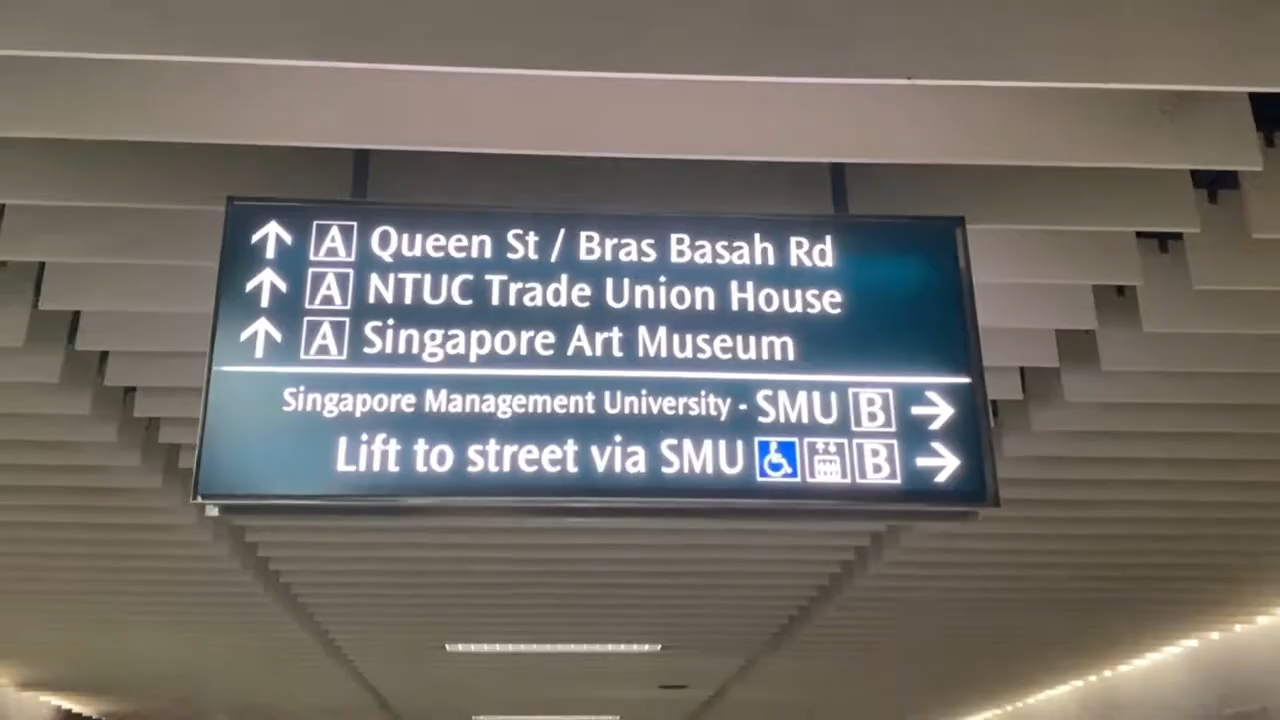 A Queen St / Bras Basah Rd
A NTUC Trade Union House
A Singapore Art Museum
Singapore Management University - SMU B
Lift to street via SMU B